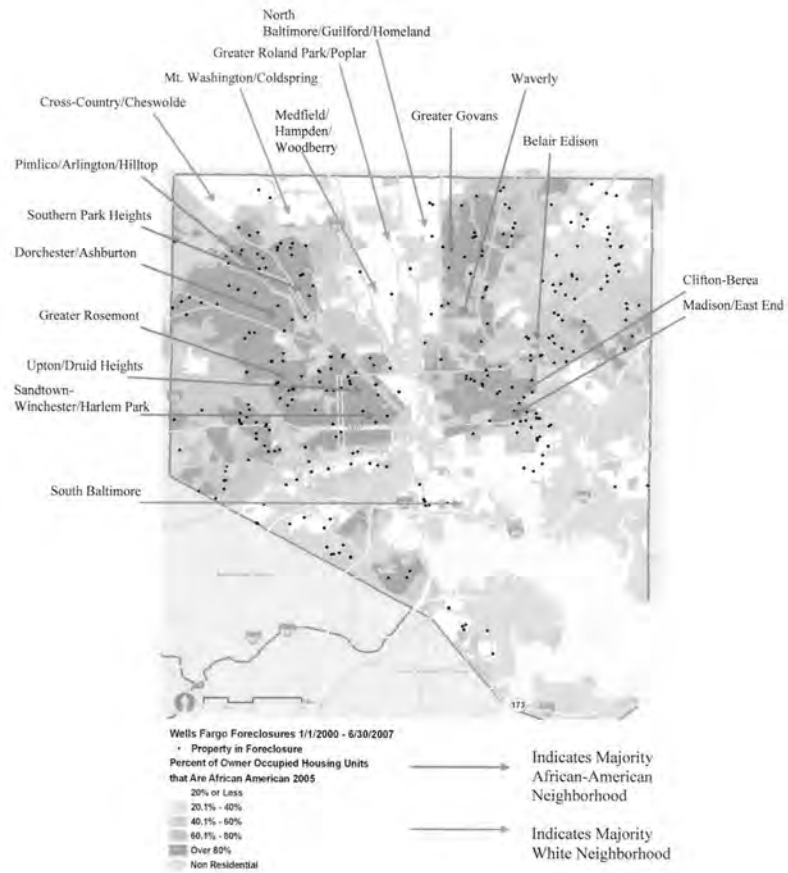 North
Baltimore/Guilford/Homeland
Greater Roland Park/Poplar
Mt. Washington/Coldspring
Waverly
Cross-Country/Cheswolde
Medfield/
Hampden/
Woodberry
Greater Govans
Belair Edison
Pimlico/Arlington/Hilltop
Southern Park Heights
Dorchester/Ashburton
Clifton-Berea
Madison/East End
Greater Rosemont
Upton/Druid Heights
Sandtown-
Winchester/Harlem Park
South Baltimore
173
Wells Fargo Foreclosures 1/1/2000 - 6/30/2007
• Property in Foreclosure
Percent of Owner Occupied Housing Units
that Are African American 2005
20% or Less
20.1% - 40%
40.1% - 60%
60.1% - 80%
Over 80%
Non Residential
Indicates Majority
African-American
Neighborhood
Indicates Majority
White Neighborhood